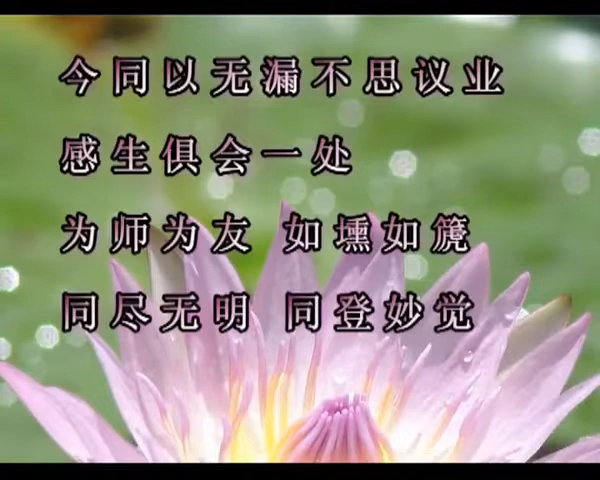 今同以无漏不思议业
感生俱会一处
为师为友 如壎如篪
同尽无明 同登妙觉